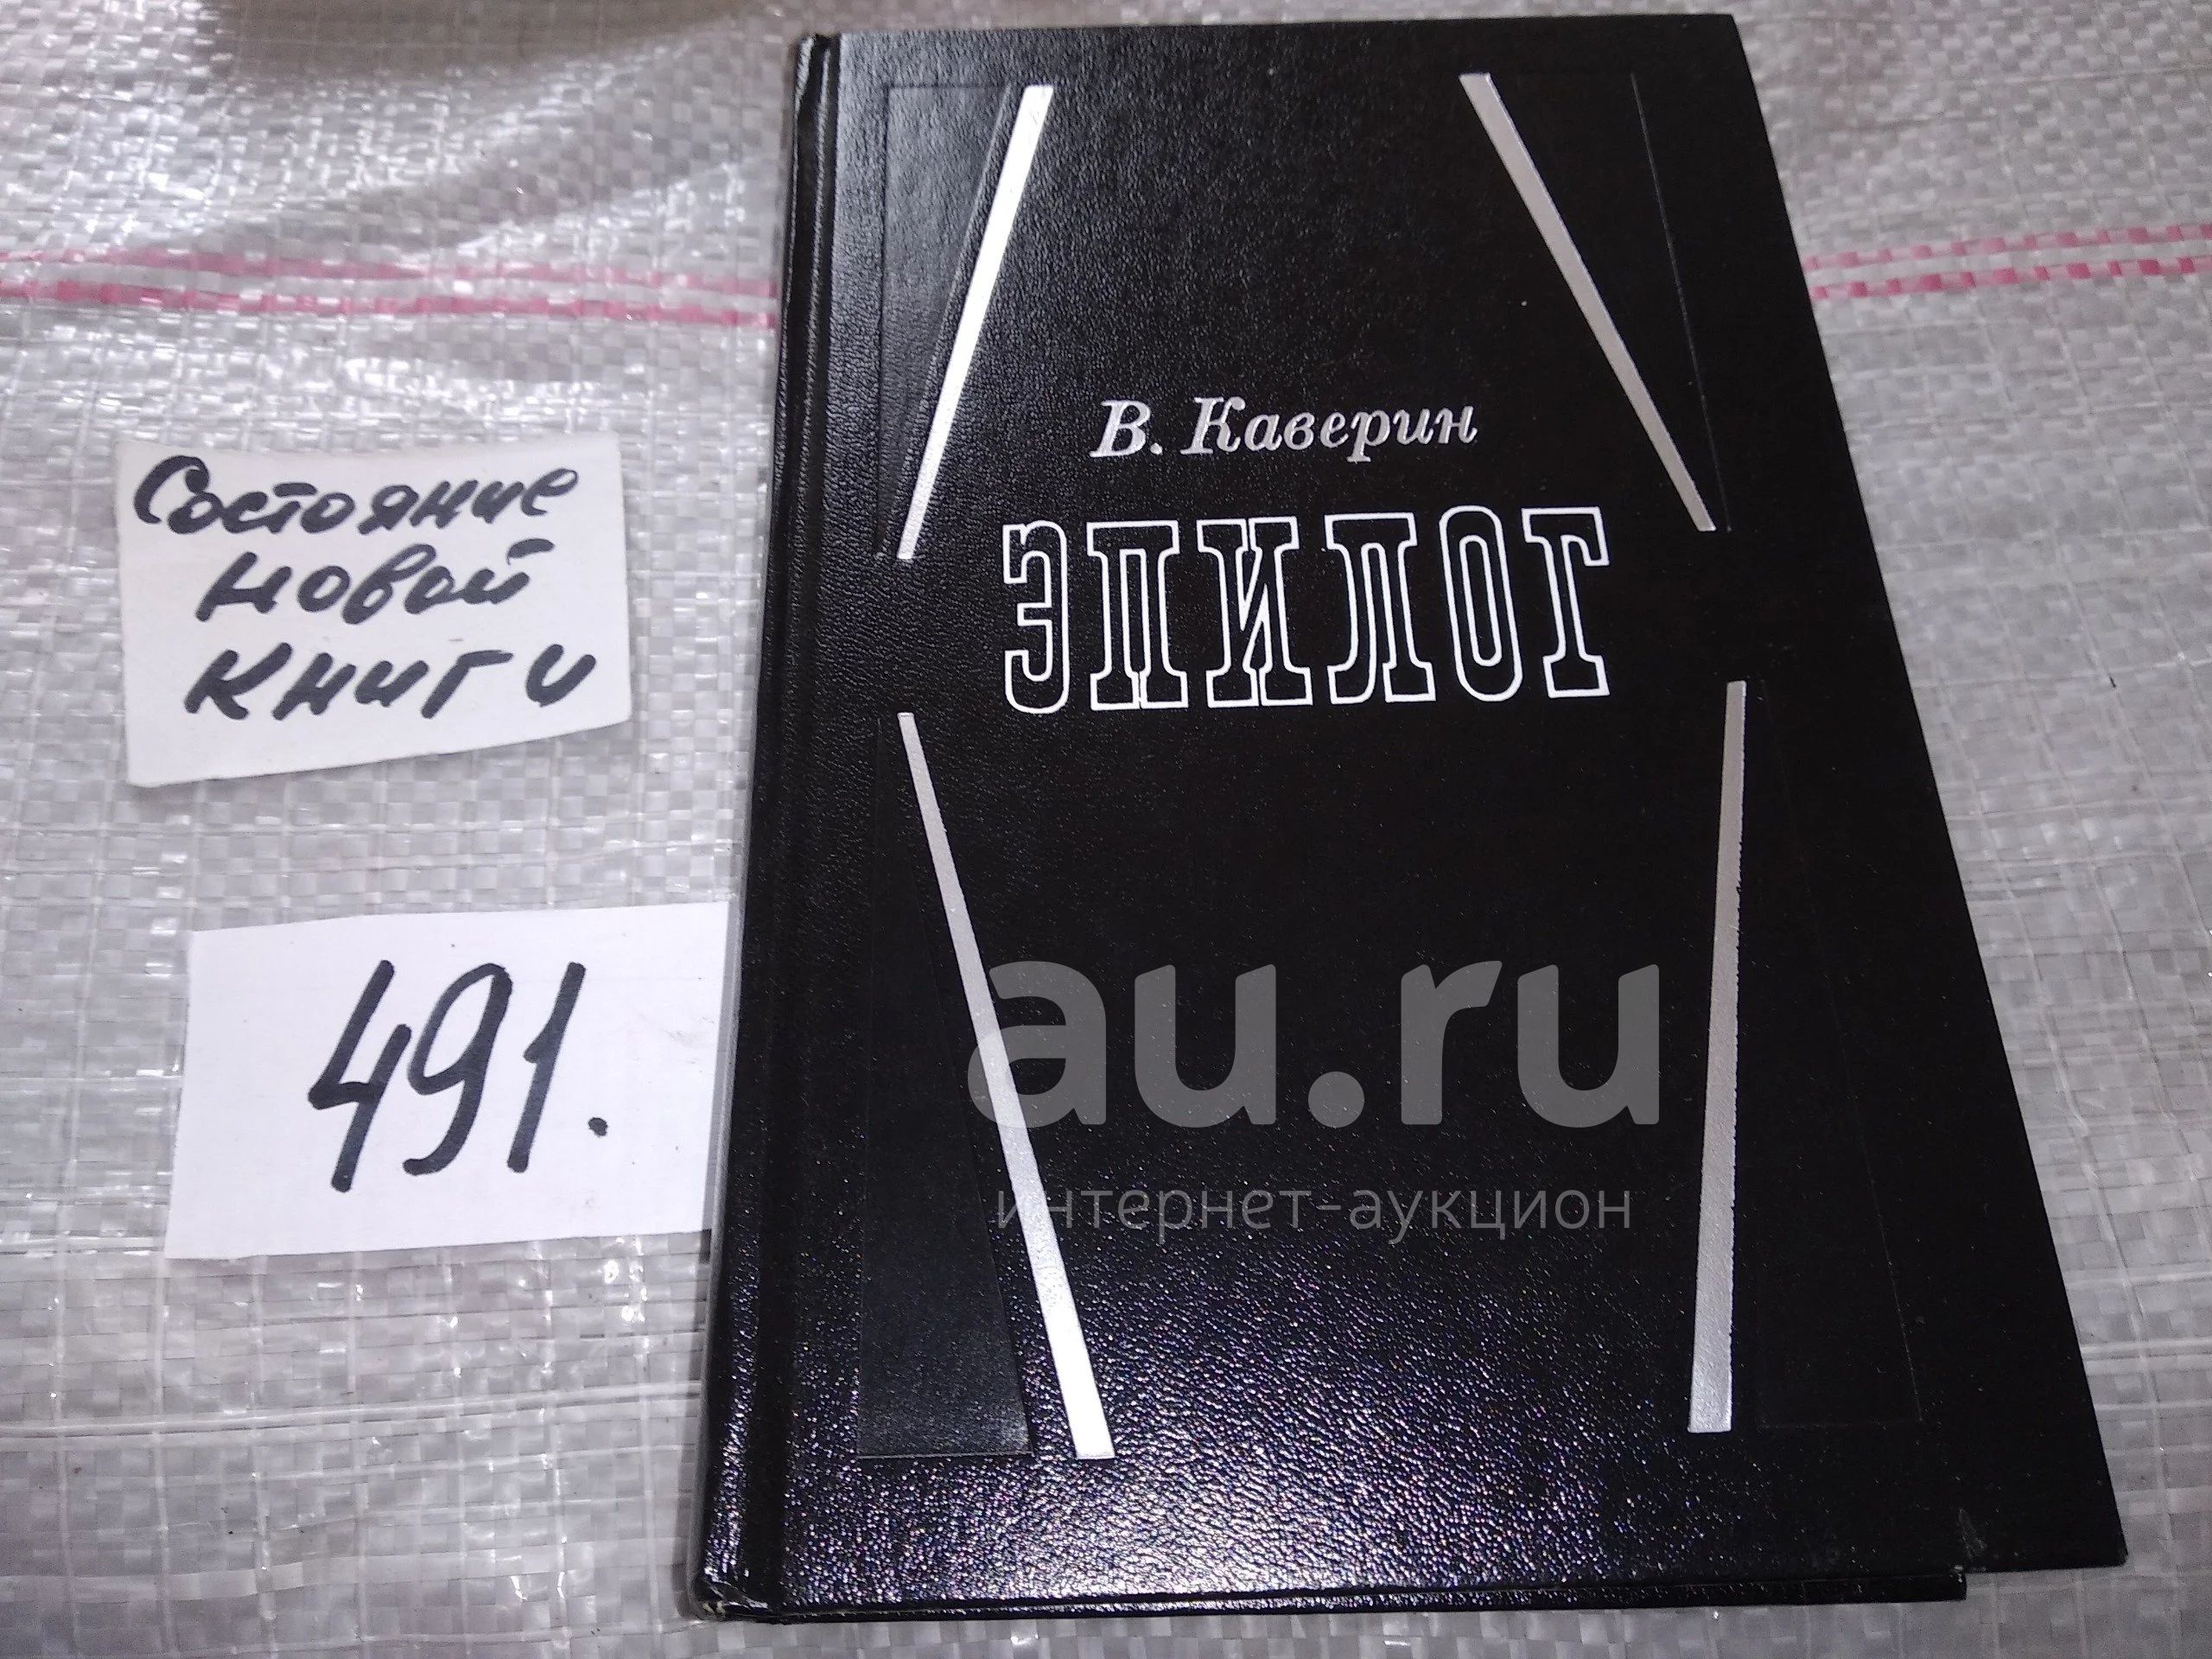 В. Каверин
ЭПИЛОГ
Состояние
новой
книги
491.
au.ru
интернет-аукцион